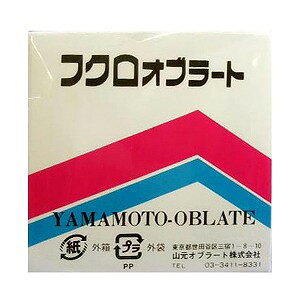 フクロオブラート
YAMAMOTO-OBLATE
紙 外箱 プラ 外袋
PP
東京都世田谷区三宿1-8-10
山元オブラート株式会社
TEL 03-3411-8331